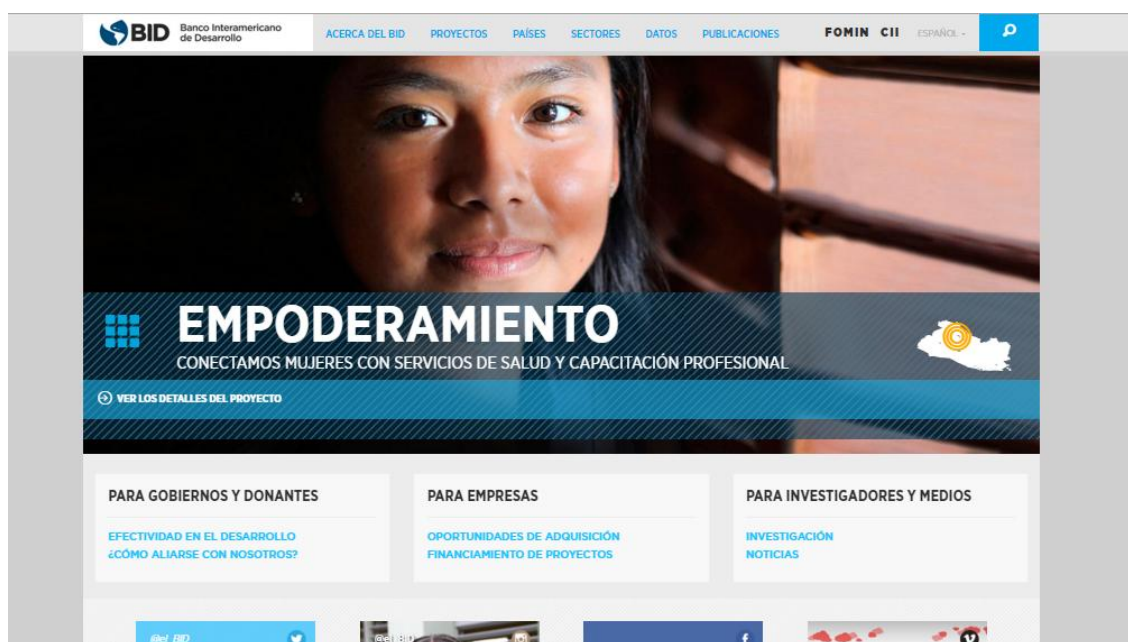 BID
Banco Interamericano
de Desarrollo
ACERCA DEL BID
PROYECTOS
PAÍSES
SECTORES
DATOS
PUBLICACIONES
FOMIN
CII
ESPAÑOL
EMPODERAMIENTO
CONECTAMOS MUJERES CON SERVICIOS DE SALUD Y CAPACITACIÓN PROFESIONAL
VER LOS DETALLES DEL PROYECTO
PARA GOBIERNOS Y DONANTES
EFECTIVIDAD EN EL DESARROLLO
¿CÓMO ALIARSE CON NOSOTROS?
PARA EMPRESAS
OPORTUNIDADES DE ADQUISICIÓN
FINANCIAMIENTO DE PROYECTOS
PARA INVESTIGADORES Y MEDIOS
INVESTIGACIÓN
NOTICIAS
@el_BID
@el_BID